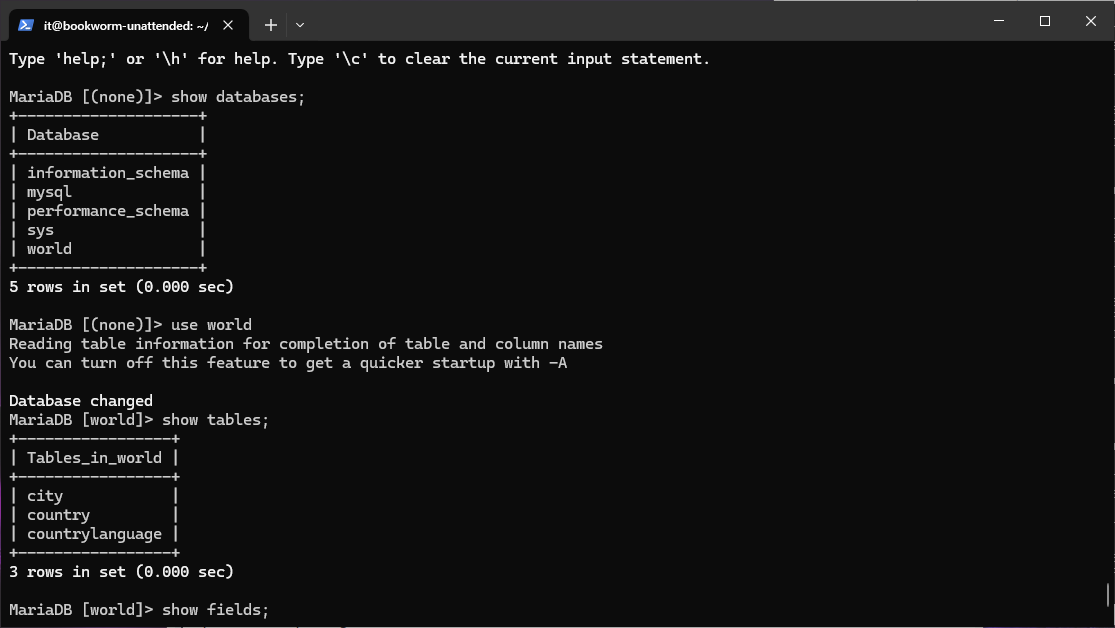 it@bookworm-unattended: ~/
Type 'help;' or '\h' for help. Type '\c' to clear the current input statement.
MariaDB [(none)]> show databases;
+--------------------+
| Database           |
+--------------------+
| information_schema |
| mysql              |
| performance_schema |
| sys                |
| world              |
+--------------------+
5 rows in set (0.000 sec)
MariaDB [(none)]> use world
Reading table information for completion of table and column names
You can turn off this feature to get a quicker startup with -A
Database changed
MariaDB [world]> show tables;
+-----------------+
| Tables_in_world |
+-----------------+
| city            |
| country         |
| countrylanguage |
+-----------------+
3 rows in set (0.000 sec)
MariaDB [world]> show fields;